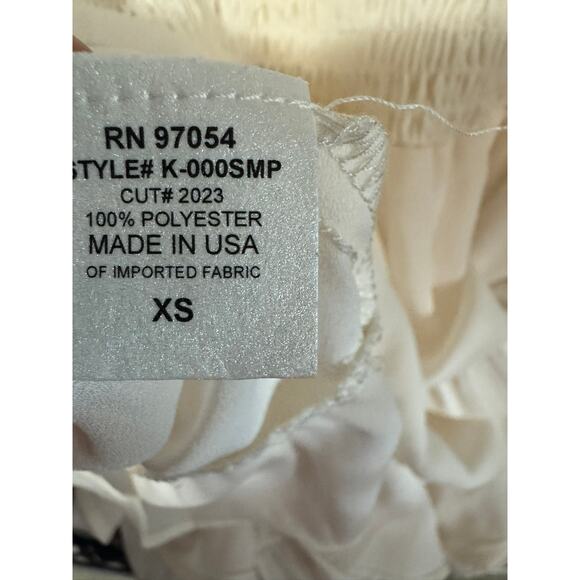 RN 97054
STYLE# K-000SMP
CUT# 2023
100% POLYESTER
MADE IN USA
OF IMPORTED FABRIC
XS